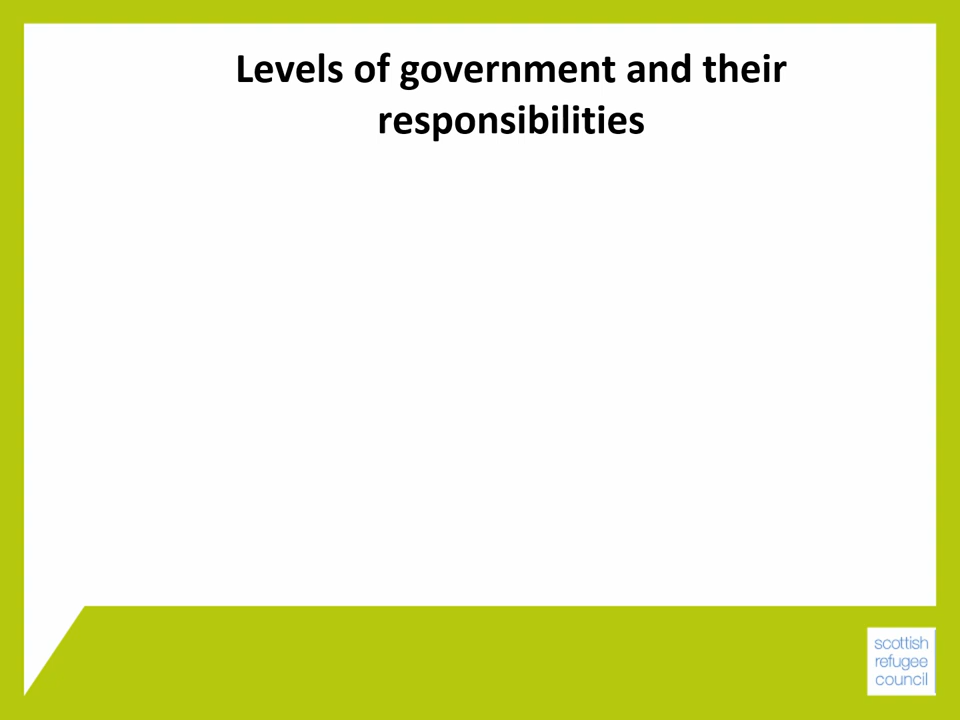 Levels of government and their
responsibilities
scottish
refugee
council